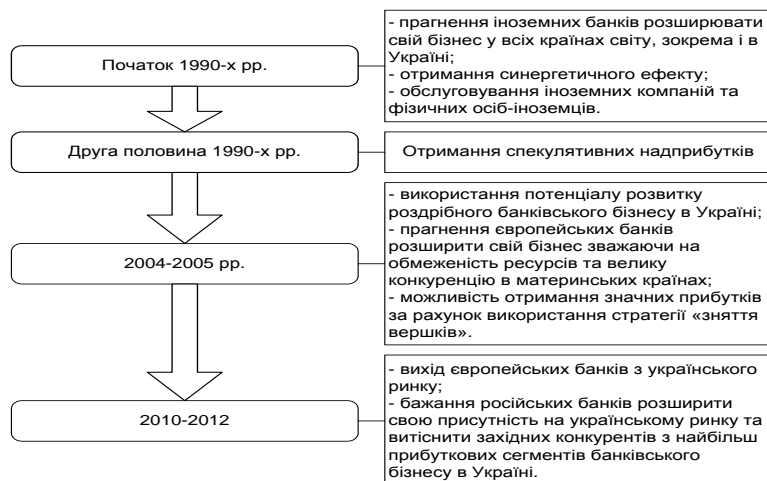 Початок 1990-х рр.
- прагнення іноземних банків розширювати
свій бізнес у всіх країнах світу, зокрема і в
Україні;
- отримання синергетичного ефекту;
- обслуговування іноземних компаній та
фізичних осіб-іноземців.
Друга половина 1990-х рр.
Отримання спекулятивних надприбутків
2004-2005 рр.
- використання потенціалу розвитку
роздрібного банківського бізнесу в Україні;
- прагнення європейських банків
розширити свій бізнес зважаючи на
обмеженість ресурсів та велику
конкуренцію в материнських країнах;
- можливість отримання значних прибутків
за рахунок використання стратегії «зняття
вершків».
2010-2012
- вихід європейських банків з українського
ринку;
- бажання російських банків розширити
свою присутність на українському ринку та
витіснити західних конкурентів з найбільш
прибуткових сегментів банківського
бізнесу в Україні.